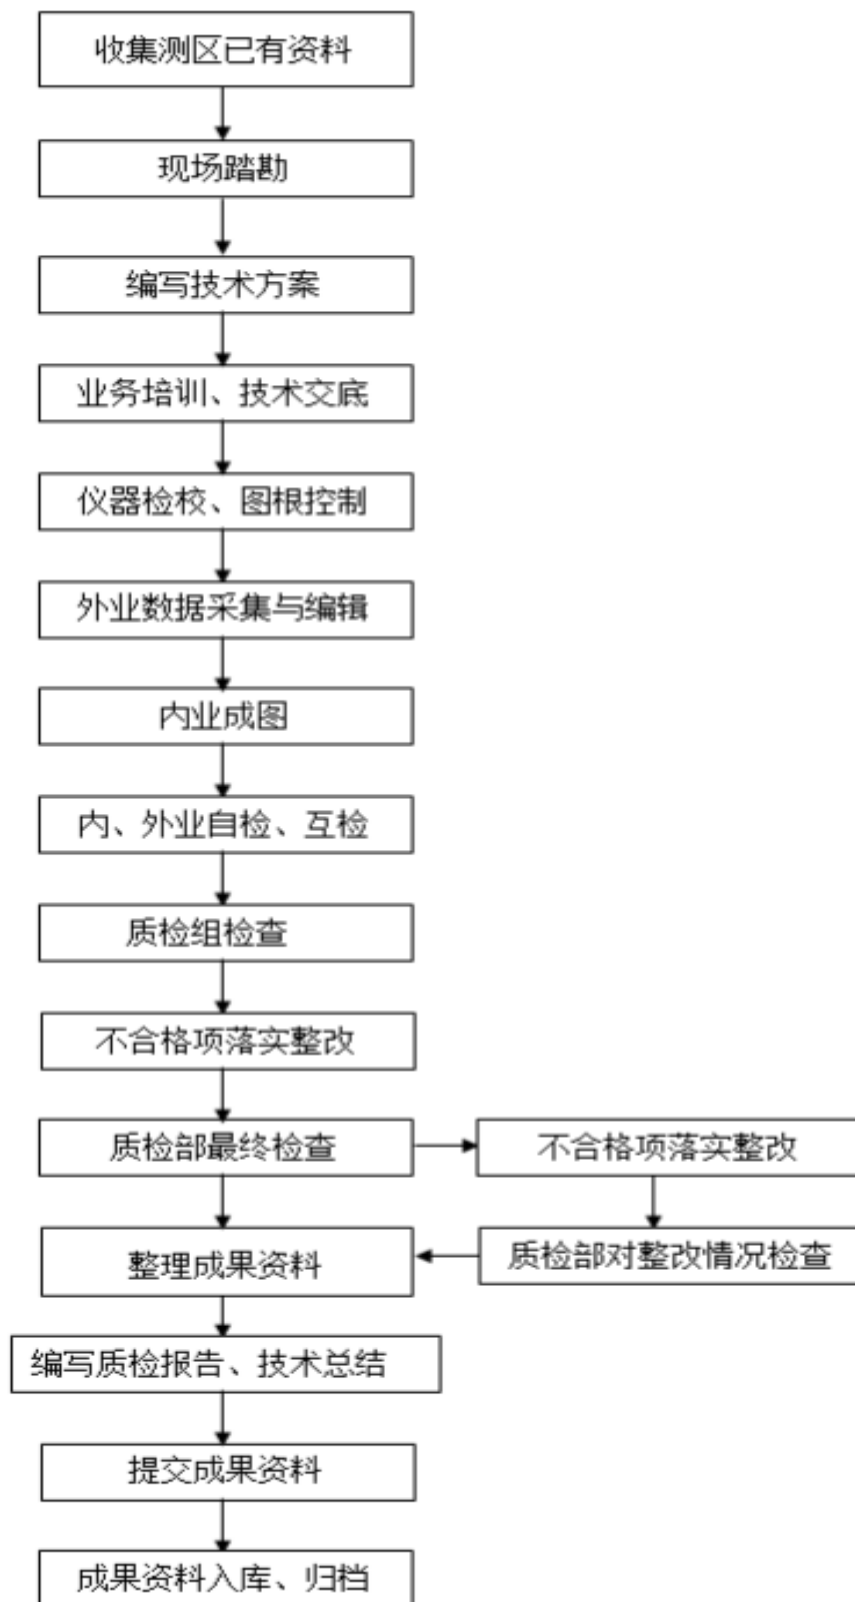 收集测区已有资料
现场踏勘
编写技术方案
业务培训、技术交底
仪器检校、图根控制
外业数据采集与编辑
内业成图
内、外业自检、互检
质检组检查
不合格项落实整改
质检部最终检查
不合格项落实整改
整理成果资料
质检部对整改情况检查
编写质检报告、技术总结
提交成果资料
成果资料入库、归档